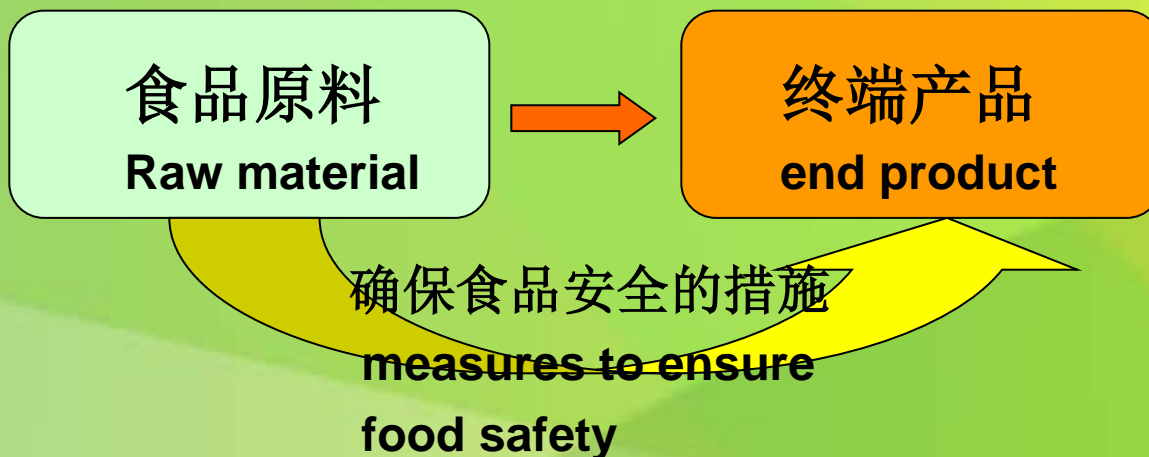 食品原料
Raw material
终端产品
end product
确保食品安全的措施
measures to ensure
food safety